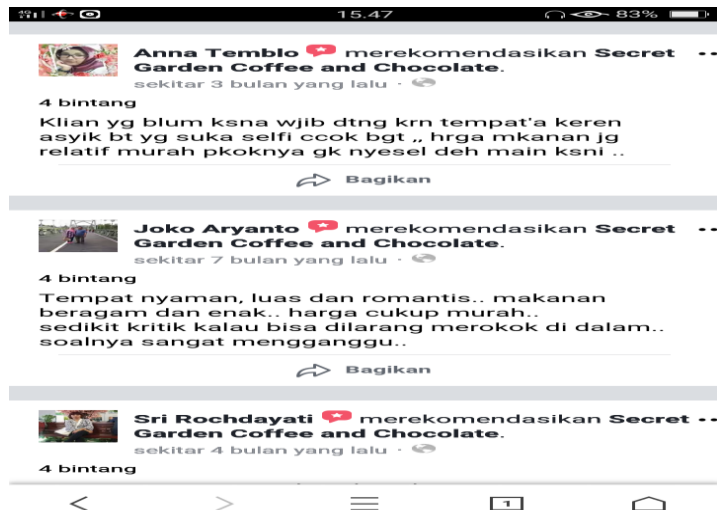 15.47
83%
Anna Temblo merekomendasikan Secret
Garden Coffee and Chocolate.
sekitar 3 bulan yang lalu ·
4 bintang
Klian yg blum ksna wjib dtng krn tempat'a keren
asyik bt yg suka selfi ccok bgt ,, hrga mkanan jg
relatif murah pkoknya gk nyesel deh main ksni ..
Bagikan
Joko Aryanto merekomendasikan Secret
Garden Coffee and Chocolate.
sekitar 7 bulan yang lalu ·
4 bintang
Tempat nyaman, luas dan romantis.. makanan
beragam dan enak.. harga cukup murah..
sedikit kritik kalau bisa dilarang merokok di dalam..
soalnya sangat mengganggu..
Bagikan
Sri Rochdayati merekomendasikan Secret
Garden Coffee and Chocolate.
sekitar 4 bulan yang lalu ·
4 bintang
1